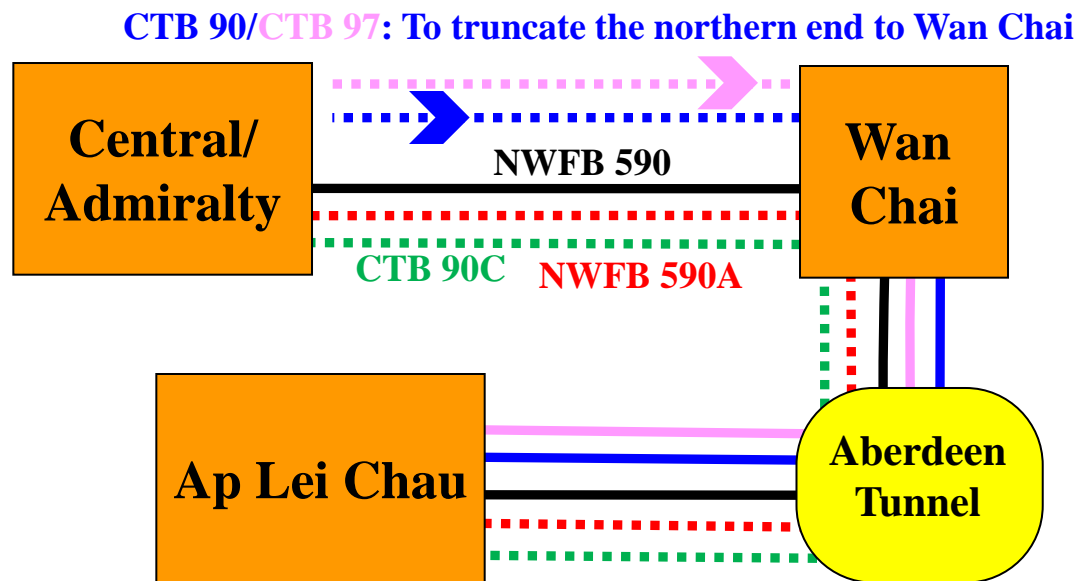 CTB 90/CTB 97: To truncate the northern end to Wan Chai
Central/
Admiralty
NWFB 590
Wan
Chai
CTB 90C
NWFB 590A
Ap Lei Chau
Aberdeen
Tunnel